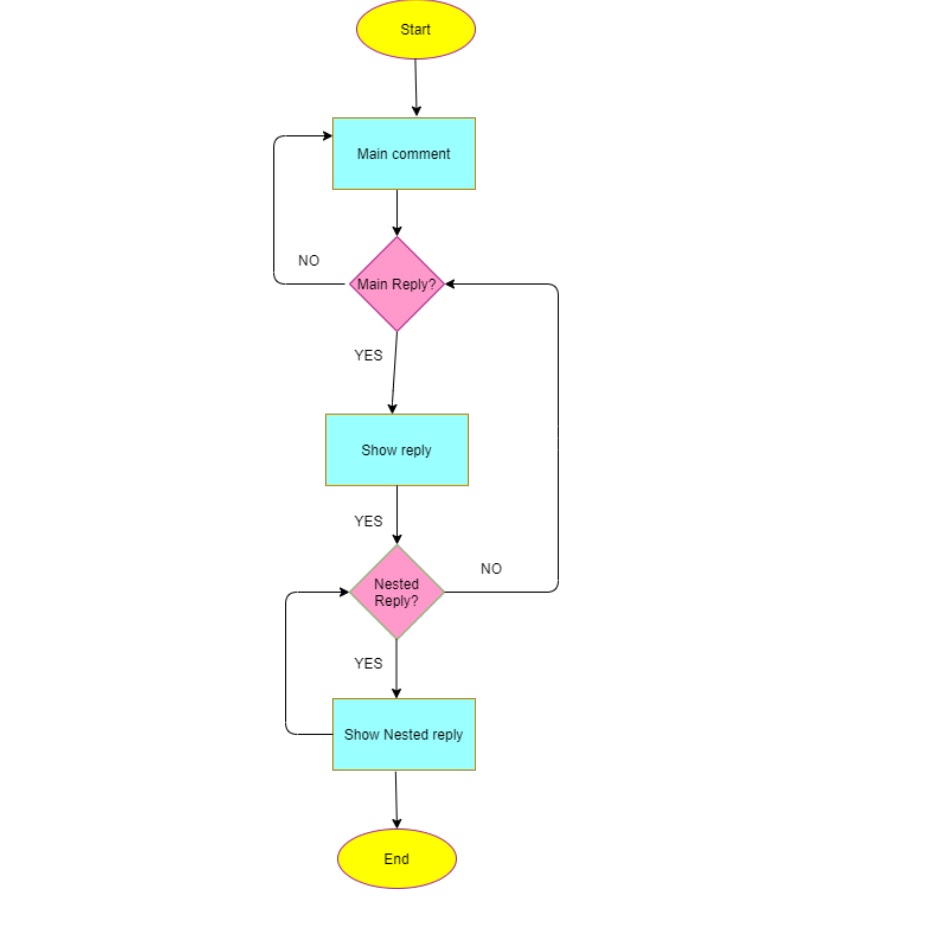 Start
Main comment
NO
Main Reply?
YES
Show reply
YES
NO
Nested
Reply?
YES
Show Nested reply
End